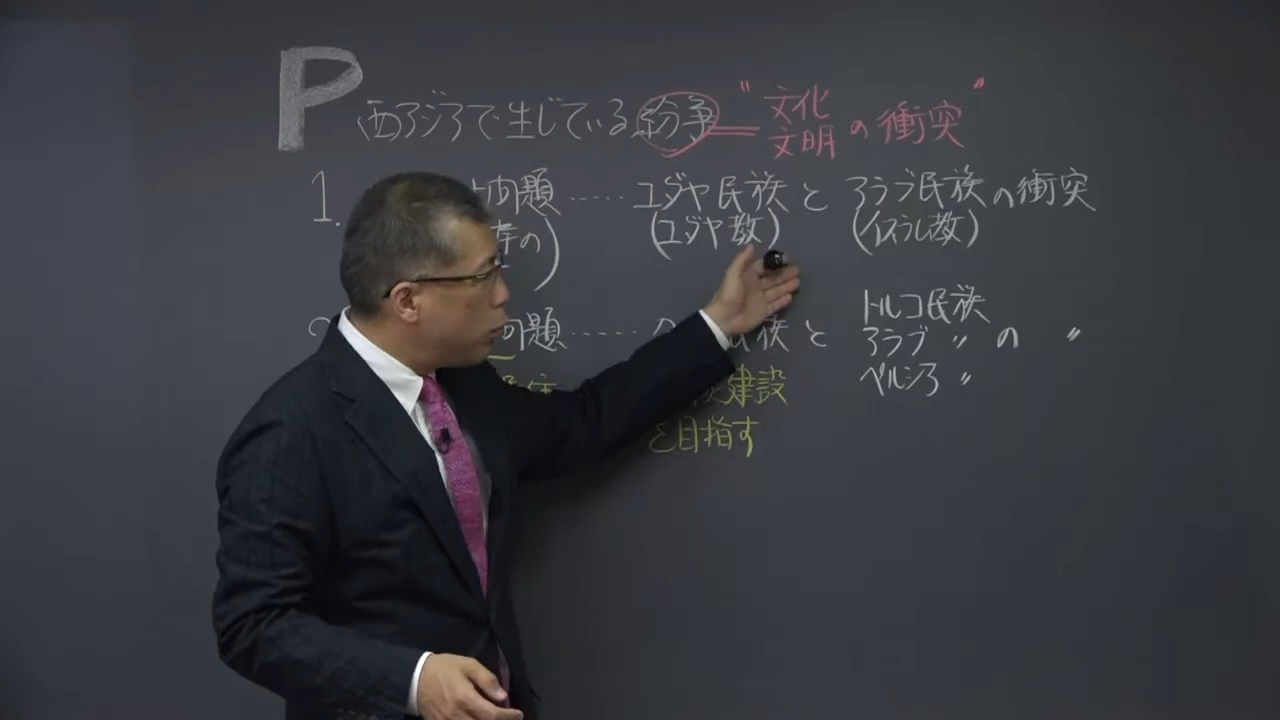 P 西アジアで生じている紛争 = "文化 文明 の衝突"
1. 問題……ユダヤ民族とアラブ民族の衝突
の) (ユダヤ教) (イスラム教)
トルコ民族
問題…… 民族と アラブ 〃 の 〃
ペルシア 〃
建設
を目指す